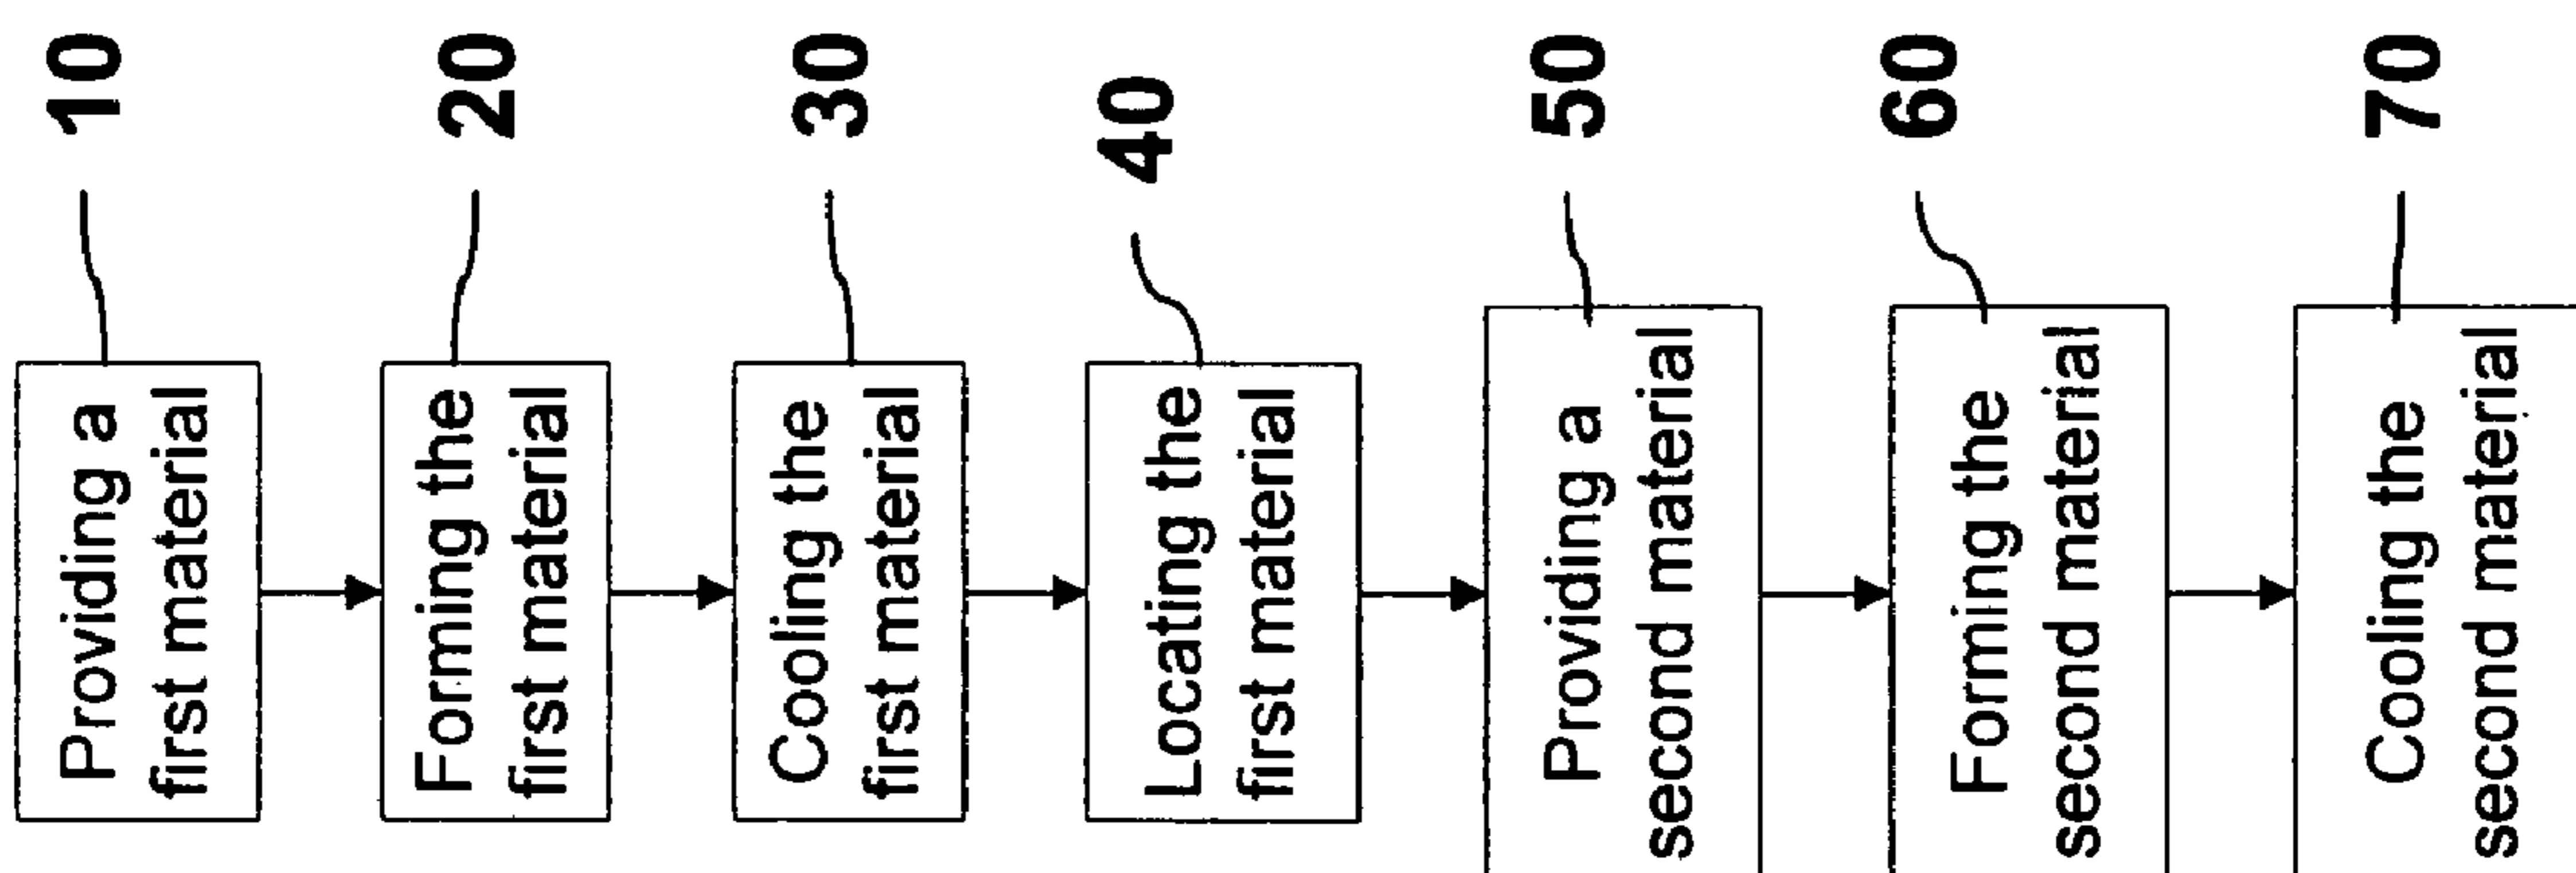 Providing a
first material
10
Forming the
first material
20
Cooling the
first material
30
Locating the
first material
40
Providing a
second material
50
Forming the
second material
60
Cooling the
second material
70